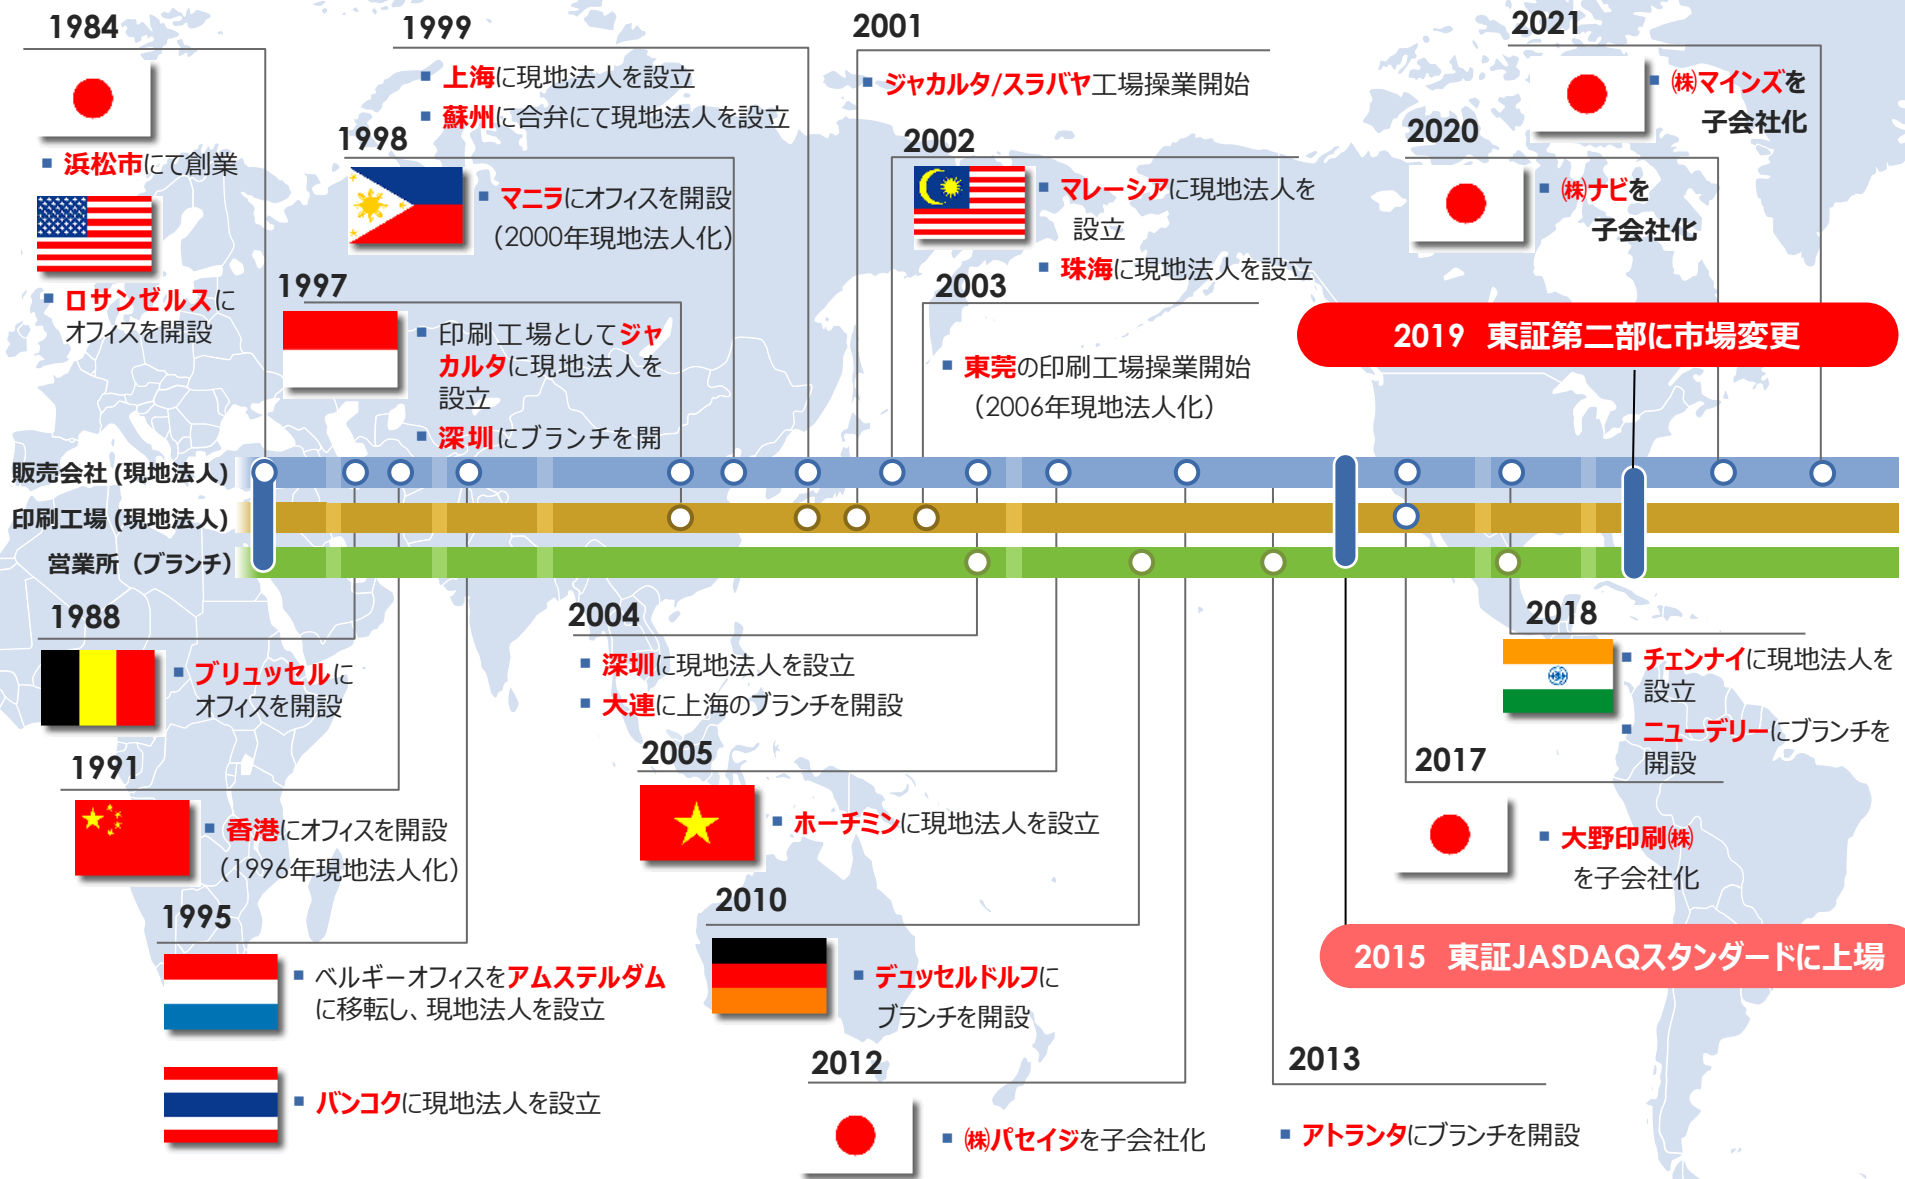 1984
■ 浜松市にて創業
■ ロサンゼルスに
オフィスを開設
1999
■ 上海に現地法人を設立
■ 蘇州に合弁にて現地法人を設立
1998
■ マニラにオフィスを開設
(2000年現地法人化)
1997
■ 印刷工場としてジャ
カルタに現地法人を
設立
■ 深圳にブランチを開
2001
■ ジャカルタ/スラバヤ工場操業開始
2002
■ マレーシアに現地法人を
設立
■ 珠海に現地法人を設立
2003
■ 東莞の印刷工場操業開始
(2006年現地法人化)
2021
■ ㈱マインズを
子会社化
2020
■ ㈱ナビを
子会社化
2019 東証第二部に市場変更
販売会社 (現地法人)
印刷工場 (現地法人)
営業所 (ブランチ)
1988
■ ブリュッセルに
オフィスを開設
1991
■ 香港にオフィスを開設
(1996年現地法人化)
1995
■ ベルギーオフィスをアムステルダム
に移転し、現地法人を設立
■ バンコクに現地法人を設立
2004
■ 深圳に現地法人を設立
■ 大連に上海のブランチを開設
2005
■ ホーチミンに現地法人を設立
2010
■ デュッセルドルフに
ブランチを開設
2012
■ ㈱パセイジを子会社化
2013
■ アトランタにブランチを開設
2018
■ チェンナイに現地法人を
設立
■ ニューデリーにブランチを
開設
2017
■ 大野印刷㈱
を子会社化
2015 東証JASDAQスタンダードに上場